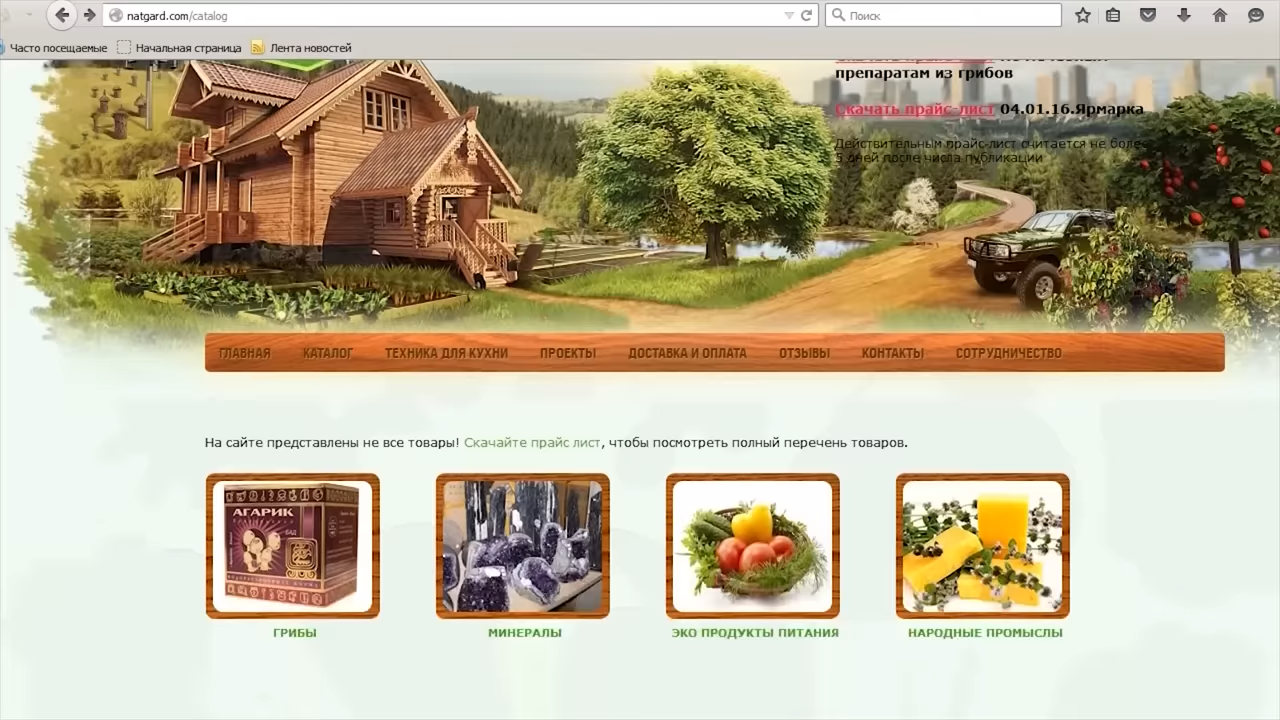 natgard.com/catalog
Поиск
Часто посещаемые
Начальная страница
Лента новостей
препаратам из грибов
Скачать прайс-лист 04.01.16.Ярмарка
Действительным прайс-лист считается не более
5 дней после числа публикации
ГЛАВНАЯ
КАТАЛОГ
ТЕХНИКА ДЛЯ КУХНИ
ПРОЕКТЫ
ДОСТАВКА И ОПЛАТА
ОТЗЫВЫ
КОНТАКТЫ
СОТРУДНИЧЕСТВО
На сайте представлены не все товары! Скачайте прайс лист, чтобы посмотреть полный перечень товаров.
АГАРИК
БАД
ГРИБЫ
МИНЕРАЛЫ
ЭКО ПРОДУКТЫ ПИТАНИЯ
НАРОДНЫЕ ПРОМЫСЛЫ